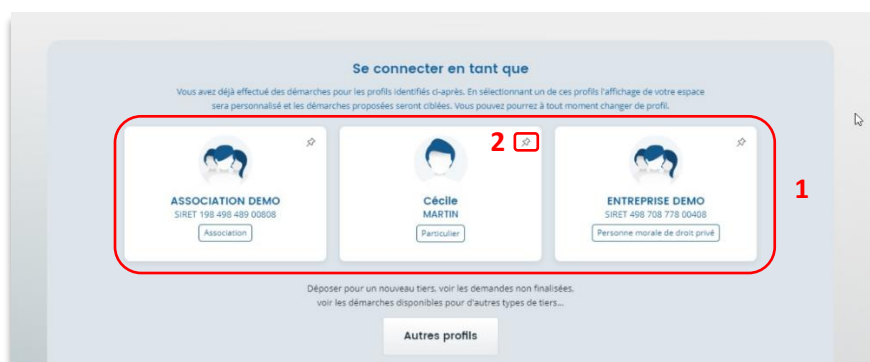 Se connecter en tant que
Vous avez déjà effectué des démarches pour les profils identifiés ci-après. En sélectionnant un de ces profils l'affichage de votre espace
sera personnalisé et les démarches proposées seront ciblées. Vous pouvez pourrez à tout moment changer de profil.
2
1
ASSOCIATION DEMO
SIRET 198 498 489 00808
Association
Cécile
MARTIN
Particulier
ENTREPRISE DEMO
SIRET 498 708 778 00408
Personne morale de droit privé
Déposer pour un nouveau tiers, voir les demandes non finalisées,
voir les démarches disponibles pour d'autres types de tiers...
Autres profils